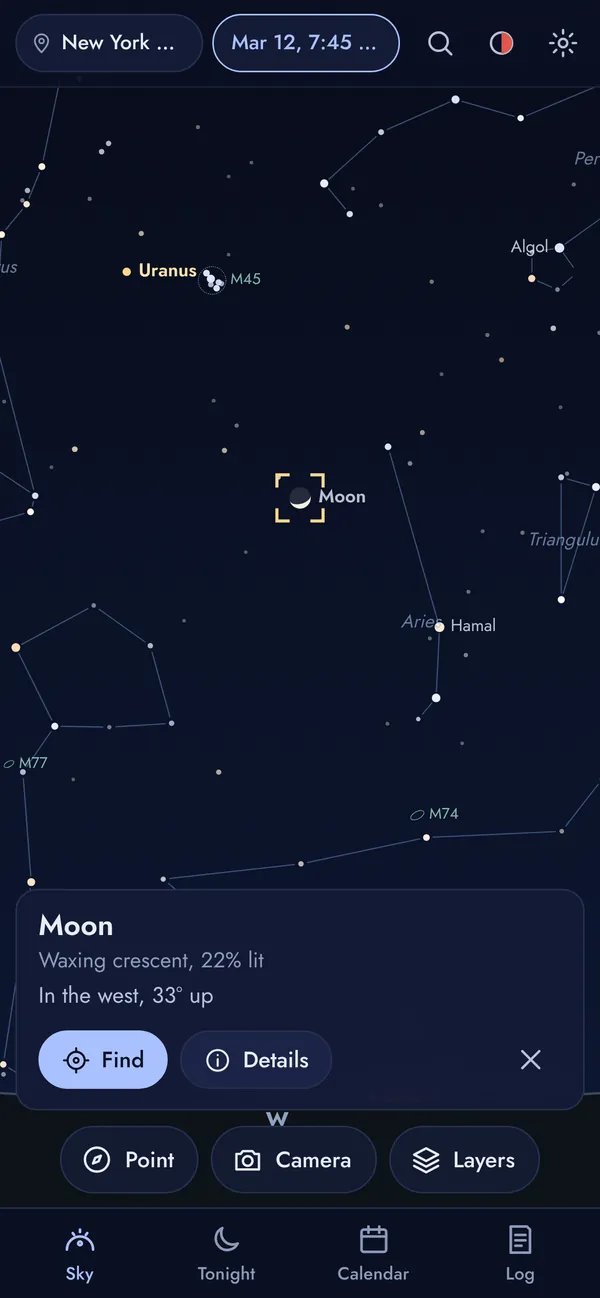 New York ...
Mar 12, 7:45 ...
Per
Algol
us
Uranus
M45
Moon
Triangulu
Aries
Hamal
M77
M74
Moon
Waxing crescent, 22% lit
In the west, 33° up
Find
Details
W
Point
Camera
Layers
Sky
Tonight
Calendar
Log